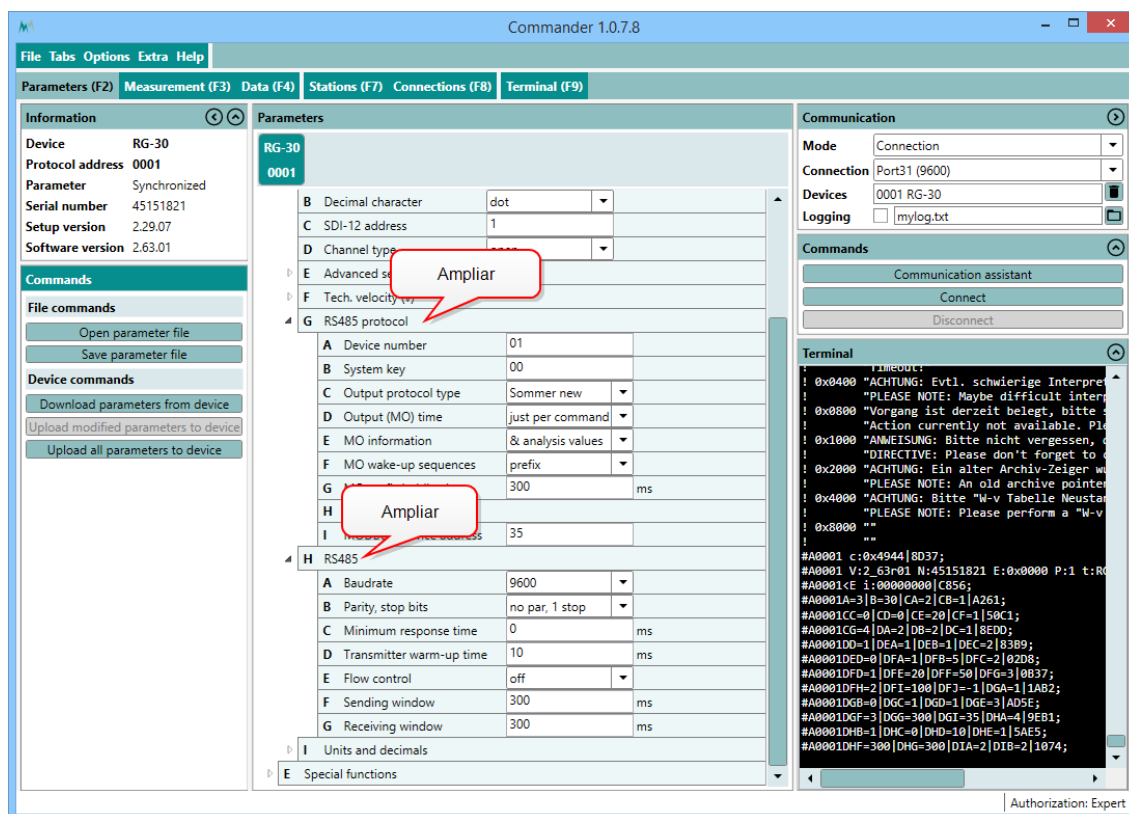 Commander 1.0.7.8
File Tabs Options Extra Help
Parameters (F2) Measurement (F3) Data (F4) Stations (F7) Connections (F8) Terminal (F9)
Information
Device RG-30
Protocol address 0001
Parameter Synchronized
Serial number 45151821
Setup version 2.29.07
Software version 2.63.01
Commands
File commands
Open parameter file
Save parameter file
Device commands
Download parameters from device
Upload modified parameters to device
Upload all parameters to device
Parameters
RG-30
0001
B Decimal character dot
C SDI-12 address 1
D Channel type
E Advanced se
Ampliar
F Tech. velocity
G RS485 protocol
A Device number 01
B System key 00
C Output protocol type Sommer new
D Output (MO) time just per command
E MO information & analysis values
F MO wake-up sequences prefix
G 300 ms
H
Ampliar
I 35
H RS485
A Baudrate 9600
B Parity, stop bits no par, 1 stop
C Minimum response time 0 ms
D Transmitter warm-up time 10 ms
E Flow control off
F Sending window 300 ms
G Receiving window 300 ms
I Units and decimals
E Special functions
Communication
Mode Connection
Connection Port31 (9600)
Devices 0001 RG-30
Logging mylog.txt
Commands
Communication assistant
Connect
Disconnect
Terminal
! Timeout!
! 0x0400 "ACHTUNG: Evtl. schwierige Interpret
! "PLEASE NOTE: Maybe difficult interp
! 0x0800 "Vorgang ist derzeit belegt, bitte s
! "Action currently not available. Ple
! 0x1000 "ANWEISUNG: Bitte nicht vergessen, d
! "DIRECTIVE: Please don't forget to c
! 0x2000 "ACHTUNG: Ein alter Archiv-Zeiger wu
! "PLEASE NOTE: An old archive pointer
! 0x4000 "ACHTUNG: Bitte "W-v Tabelle Neustar
! "PLEASE NOTE: Please perform a "W-v
! 0x8000 ""
! ""
#A0001 c:0x4944|8D37;
#A0001 V:2_63r01 N:45151821 E:0x0000 P:1 t:RG
#A0001<E i:00000000|C856;
#A0001A=3|B=30|CA=2|CB=1|A261;
#A0001CC=0|CD=0|CE=20|CF=1|50C1;
#A0001CG=4|DA=2|DB=2|DC=1|8EDD;
#A0001DD=1|DEA=1|DEB=1|DEC=2|83B9;
#A0001DED=0|DFA=1|DFB=5|DFC=2|02D8;
#A0001DFD=1|DFE=20|DFF=50|DFG=3|0B37;
#A0001DFH=2|DFI=100|DFJ=-1|DGA=1|1AB2;
#A0001DGB=0|DGC=1|DGD=1|DGE=3|AD5E;
#A0001DGF=3|DGG=300|DGI=35|DHA=4|9EB1;
#A0001DHB=1|DHC=0|DHD=10|DHE=1|5AE5;
#A0001DHF=300|DHG=300|DIA=2|DIB=2|1074;
Authorization: Expert